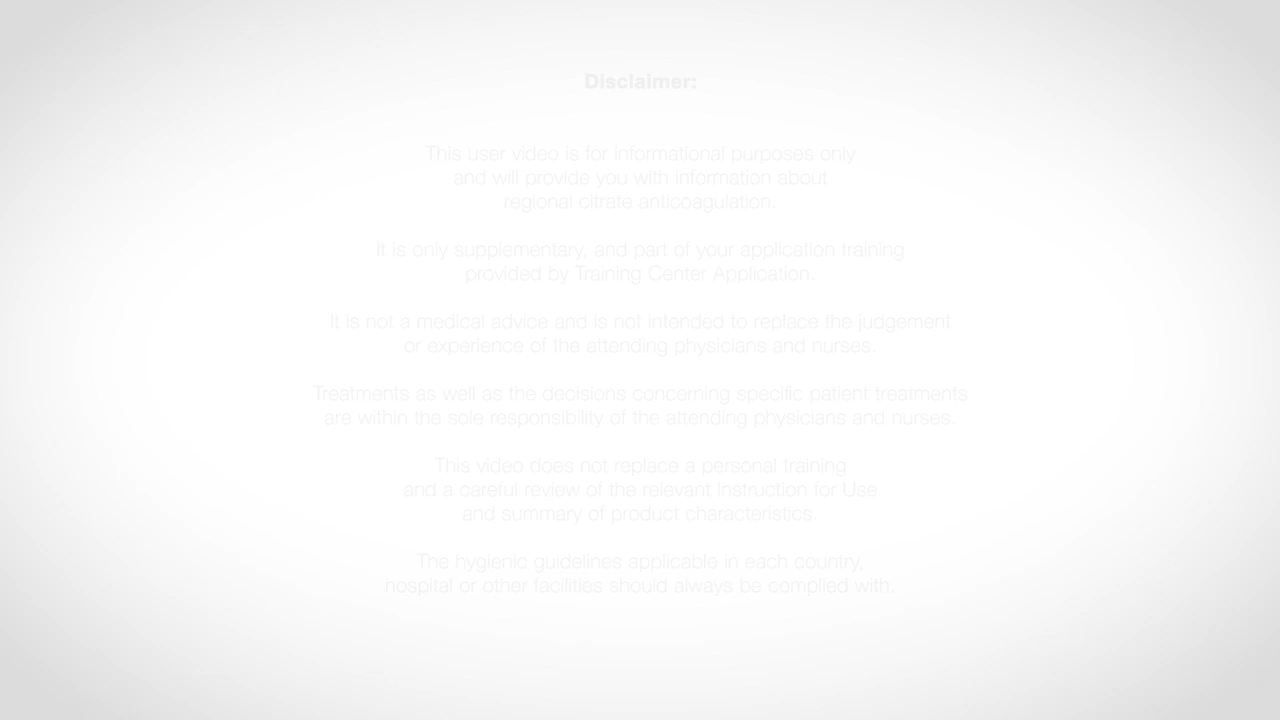 Disclaimer:
This user video is for informational purposes only
and will provide you with information about
regional citrate anticoagulation.
It is only supplementary, and part of your application training
provided by Training Center Application.
It is not a medical advice and is not intended to replace the judgement
or experience of the attending physicians and nurses.
Treatments as well as the decisions concerning specific patient treatments
are within the sole responsibility of the attending physicians and nurses.
This video does not replace a personal training
and a careful review of the relevant Instruction for Use
and summary of product characteristics.
The hygienic guidelines applicable in each country,
hospital or other facilities should always be complied with.